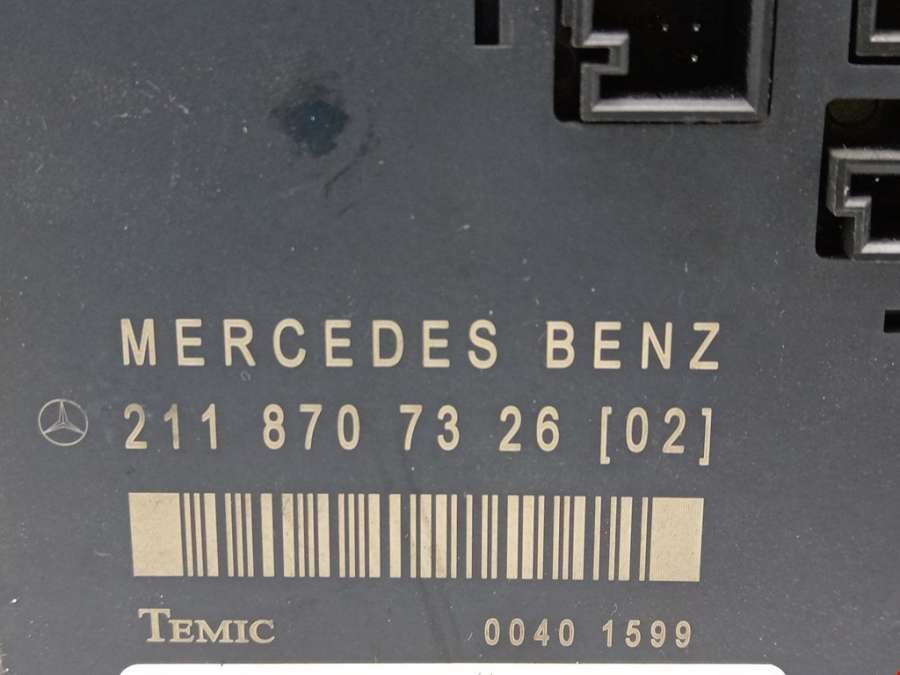 MERCEDES BENZ
211 870 73 26 [02]
TEMIC 0040 1599